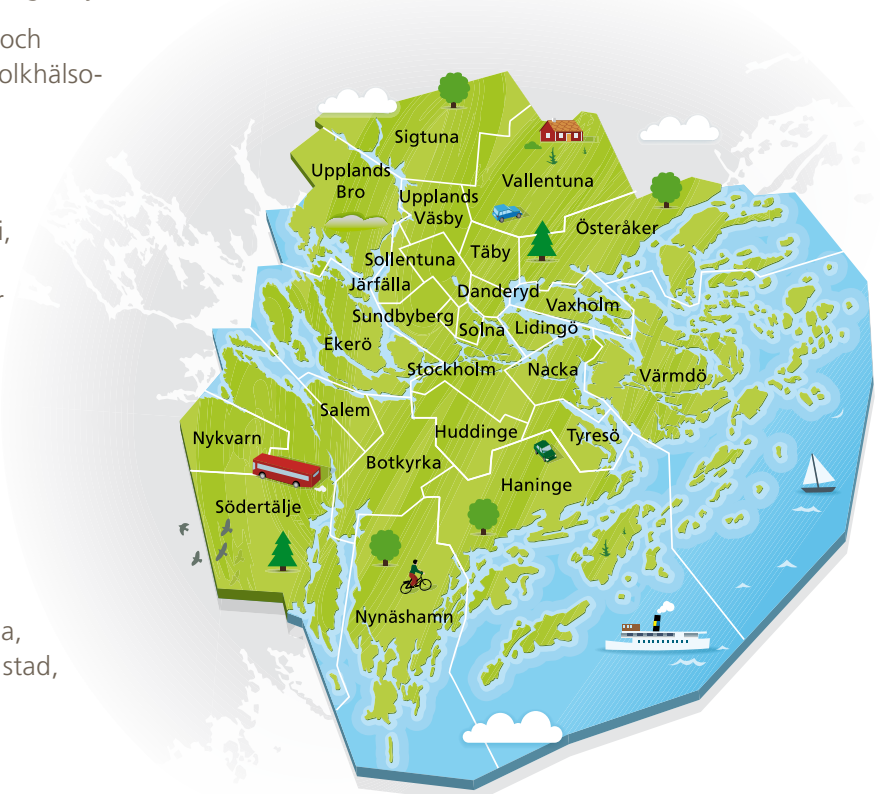 och
olkhälso-
i,
a,
stad,
Sigtuna
Upplands
Bro
Vallentuna
Upplands
Väsby
Österåker
Täby
Sollentuna
Järfälla
Danderyd
Vaxholm
Sundbyberg
Solna
Lidingö
Ekerö
Stockholm
Nacka
Värmdö
Salem
Nykvarn
Huddinge
Tyresö
Botkyrka
Haninge
Södertälje
Nynäshamn